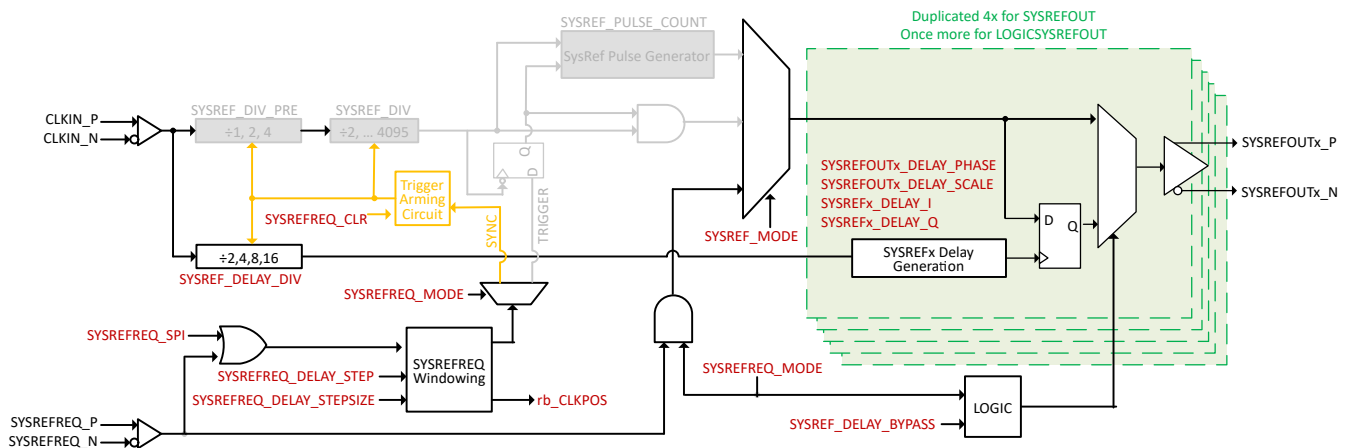 Duplicated 4x for SYSREFOUT
Once more for LOGICSYSREFOUT
SYSREF_PULSE_COUNT
SysRef Pulse Generator
SYSREF_DIV_PRE
SYSREF_DIV
CLKIN_P
CLKIN_N
÷1, 2, 4
÷2, ... 4095
Q
D
TRIGGER
SYNC
Trigger
Arming
Circuit
SYSREFREQ_CLR
÷2,4,8,16
SYSREF_DELAY_DIV
SYSREF_MODE
SYSREFOUTx_DELAY_PHASE
SYSREFOUTx_DELAY_SCALE
SYSREFx_DELAY_I
SYSREFx_DELAY_Q
SYSREFx Delay
Generation
D
Q
SYSREFOUTx_P
SYSREFOUTx_N
SYSREFREQ_MODE
SYSREFREQ_SPI
SYSREFREQ
Windowing
SYSREFREQ_DELAY_STEP
SYSREFREQ_DELAY_STEPSIZE
rb_CLKPOS
SYSREFREQ_MODE
LOGIC
SYSREF_DELAY_BYPASS
SYSREFREQ_P
SYSREFREQ_N